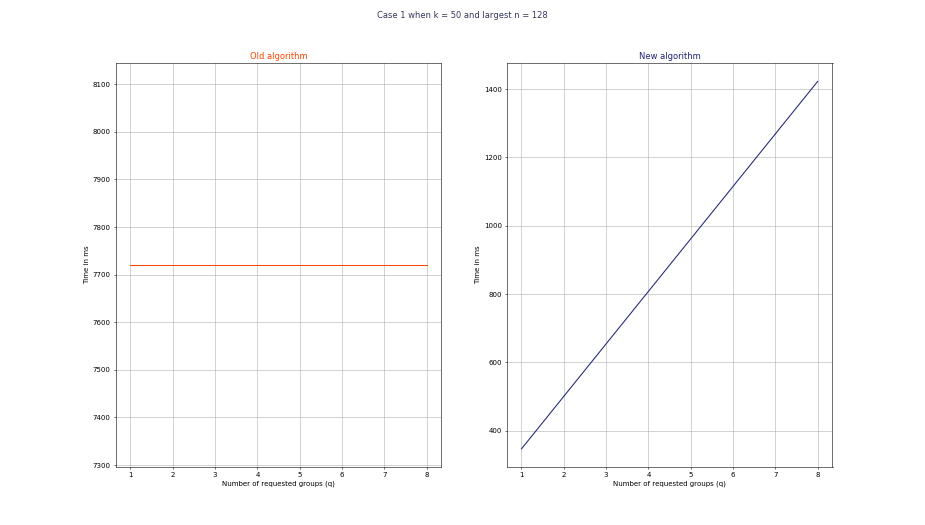 Case 1 when k = 50 and largest n = 128
Old algorithm
8100
8000
7900
7800
7700
7600
7500
7400
7300
Time in ms
1 2 3 4 5 6 7 8
Number of requested groups (q)
New algorithm
1400
1200
1000
800
600
400
Time in ms
1 2 3 4 5 6 7 8
Number of requested groups (q)